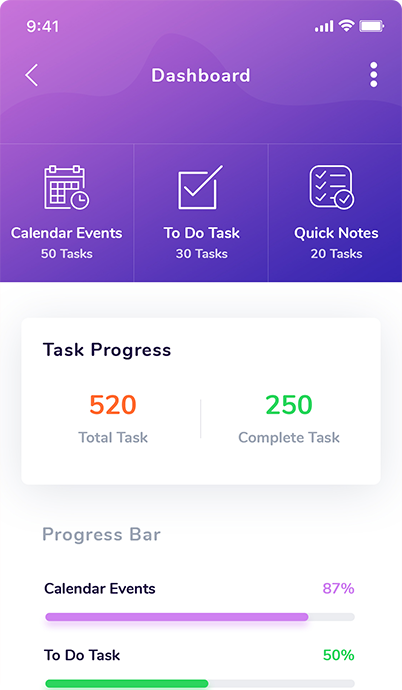 9:41
Dashboard
Calendar Events To Do Task Quick Notes
50 Tasks 30 Tasks 20 Tasks
Task Progress
520 250
Total Task Complete Task
Progress Bar
Calendar Events 87%
To Do Task 50%